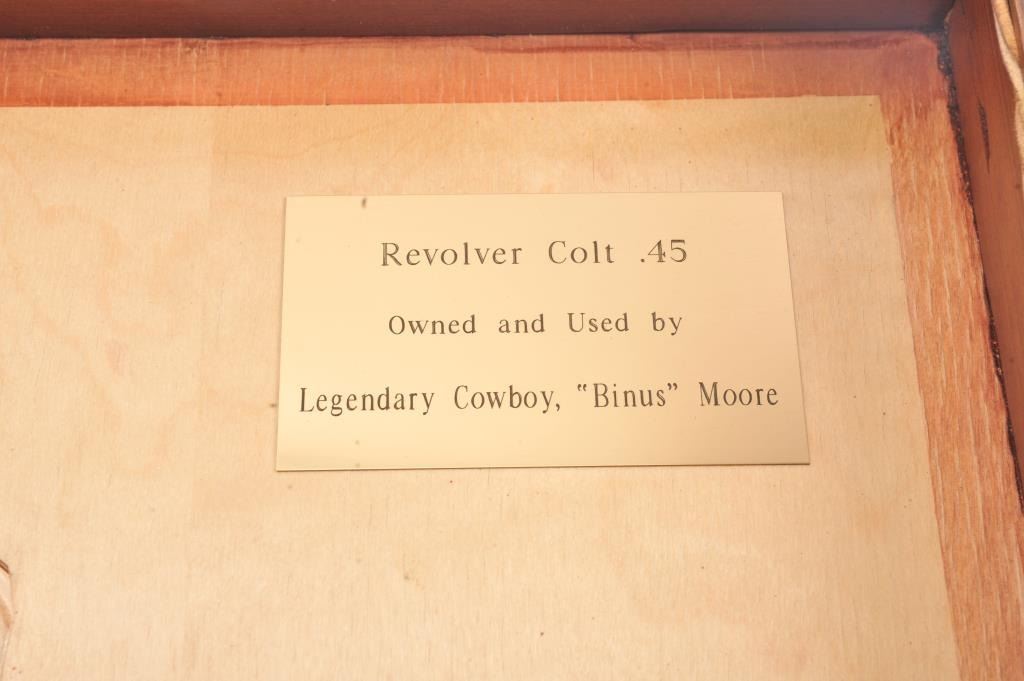 Revolver Colt .45
Owned and Used by
Legendary Cowboy, "Binus" Moore